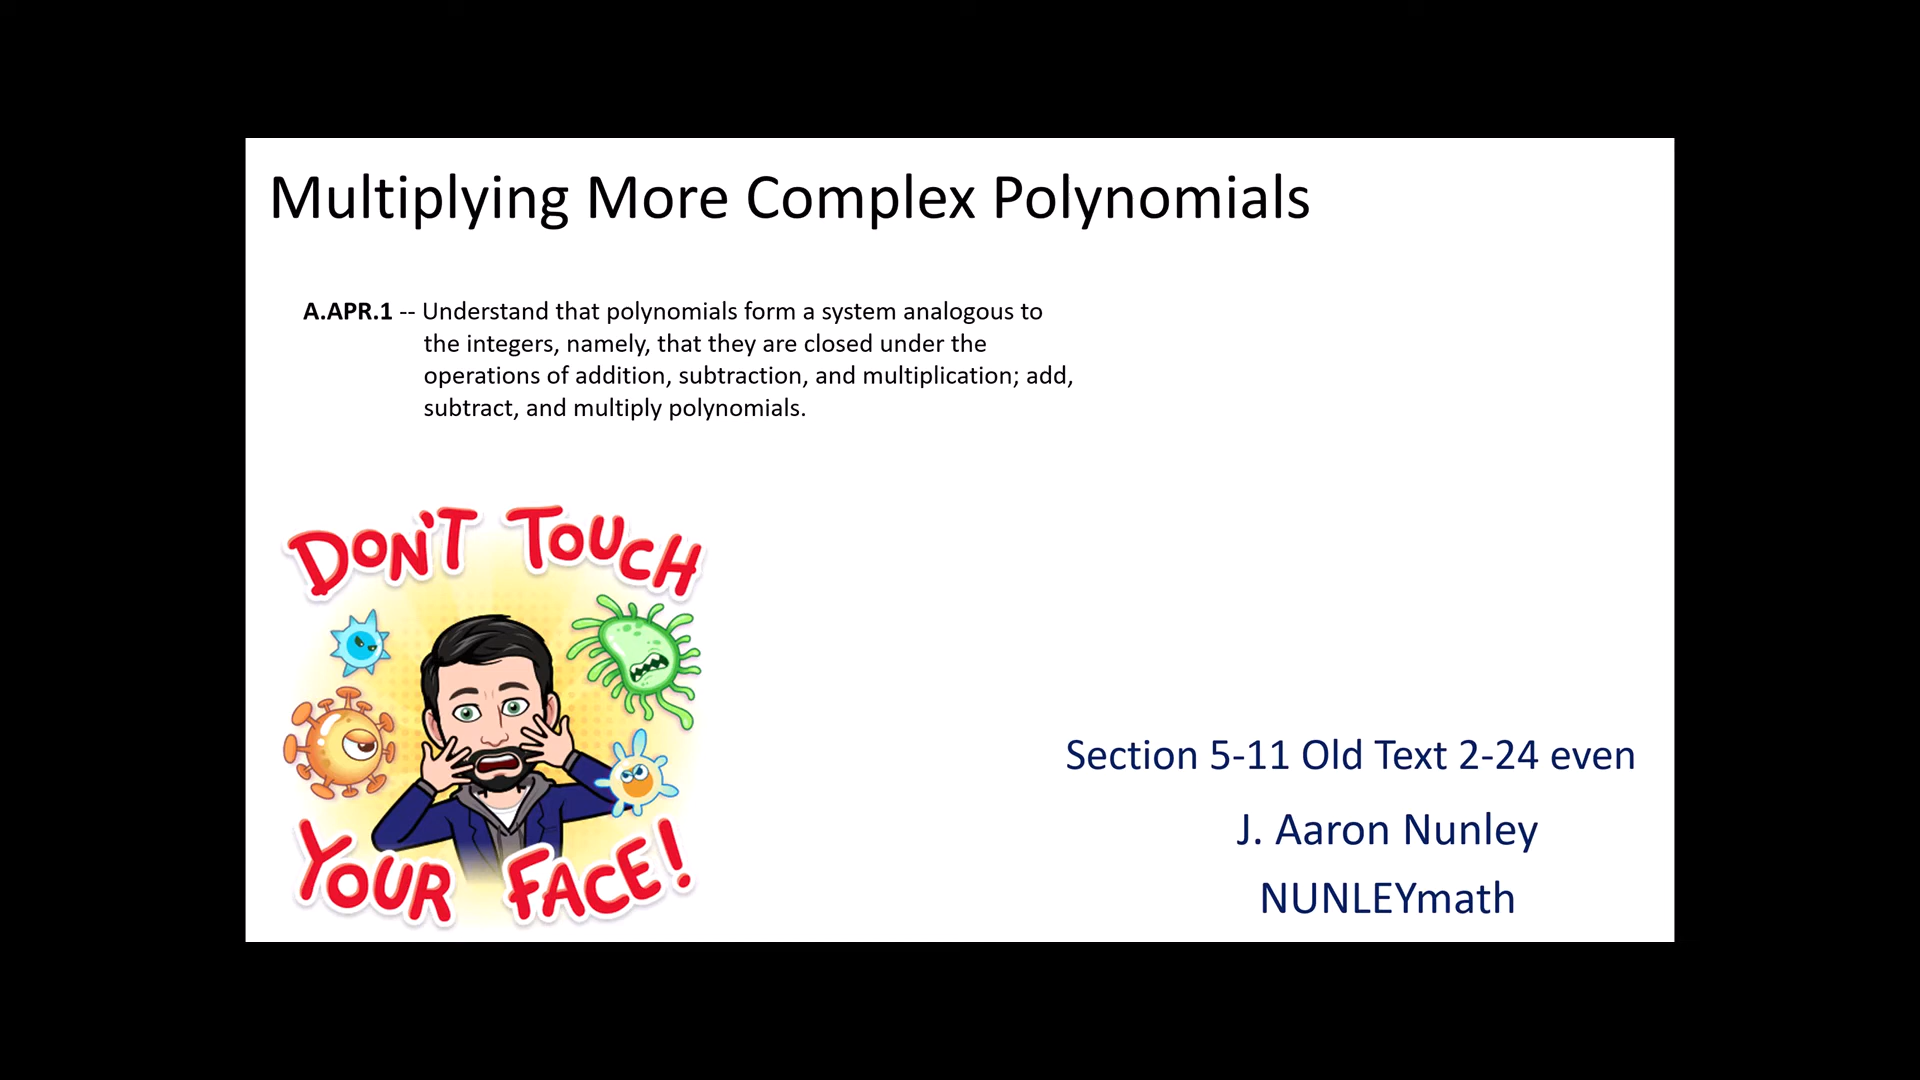 Multiplying More Complex Polynomials
A.APR.1 -- Understand that polynomials form a system analogous to
the integers, namely, that they are closed under the
operations of addition, subtraction, and multiplication; add,
subtract, and multiply polynomials.
DON'T TOUCH
YOUR FACE!
Section 5-11 Old Text 2-24 even
J. Aaron Nunley
NUNLEYmath